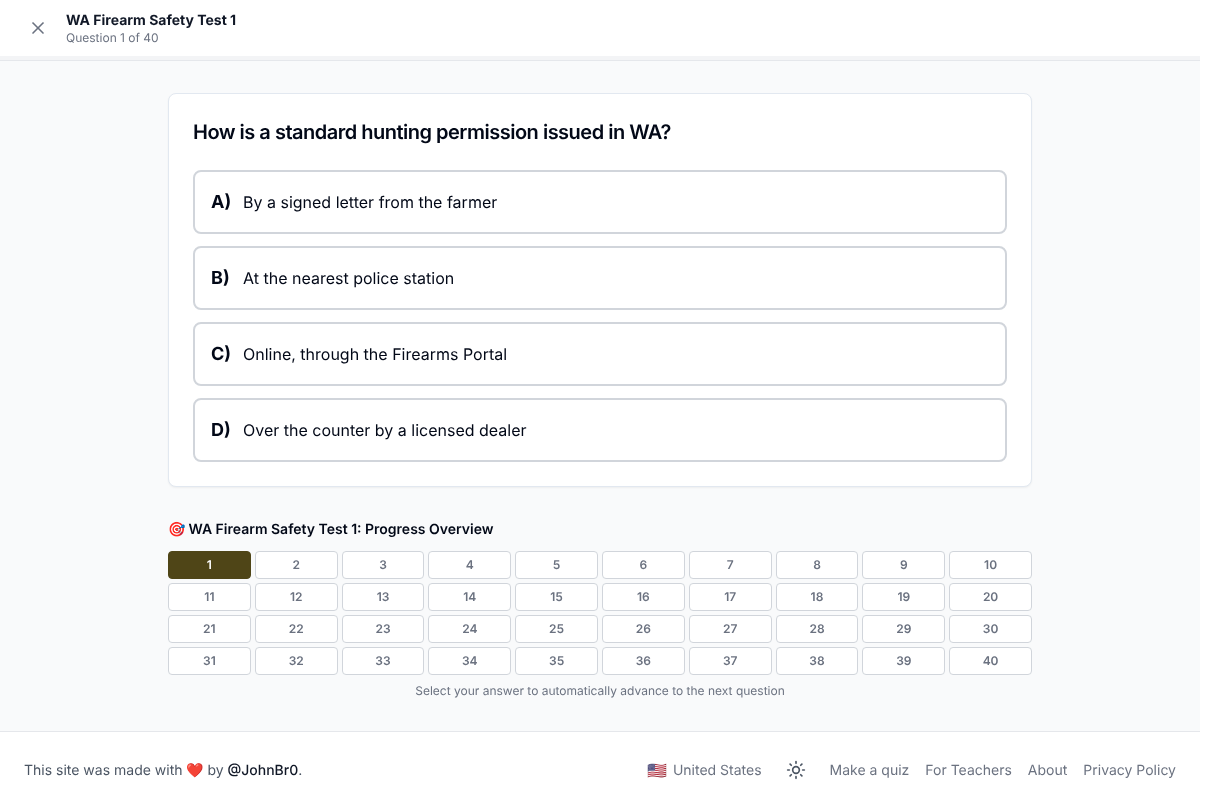 WA Firearm Safety Test 1
Question 1 of 40
How is a standard hunting permission issued in WA?
A) By a signed letter from the farmer
B) At the nearest police station
C) Online, through the Firearms Portal
D) Over the counter by a licensed dealer
🎯 WA Firearm Safety Test 1: Progress Overview
1 2 3 4 5 6 7 8 9 10
11 12 13 14 15 16 17 18 19 20
21 22 23 24 25 26 27 28 29 30
31 32 33 34 35 36 37 38 39 40
Select your answer to automatically advance to the next question
This site was made with ❤️ by @JohnBr0. 🇺🇸 United States Make a quiz For Teachers About Privacy Policy